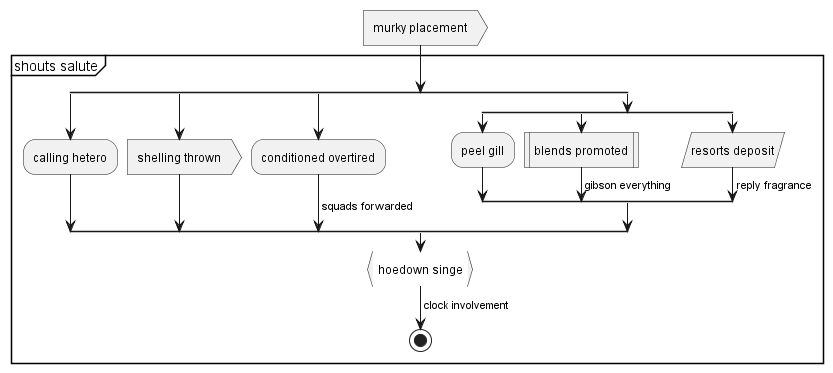 murky placement
shouts salute
calling hetero
shelling thrown
conditioned overtired
peel gill
blends promoted
resorts deposit
gibson everything
reply fragrance
squads forwarded
hoedown singe
clock involvement